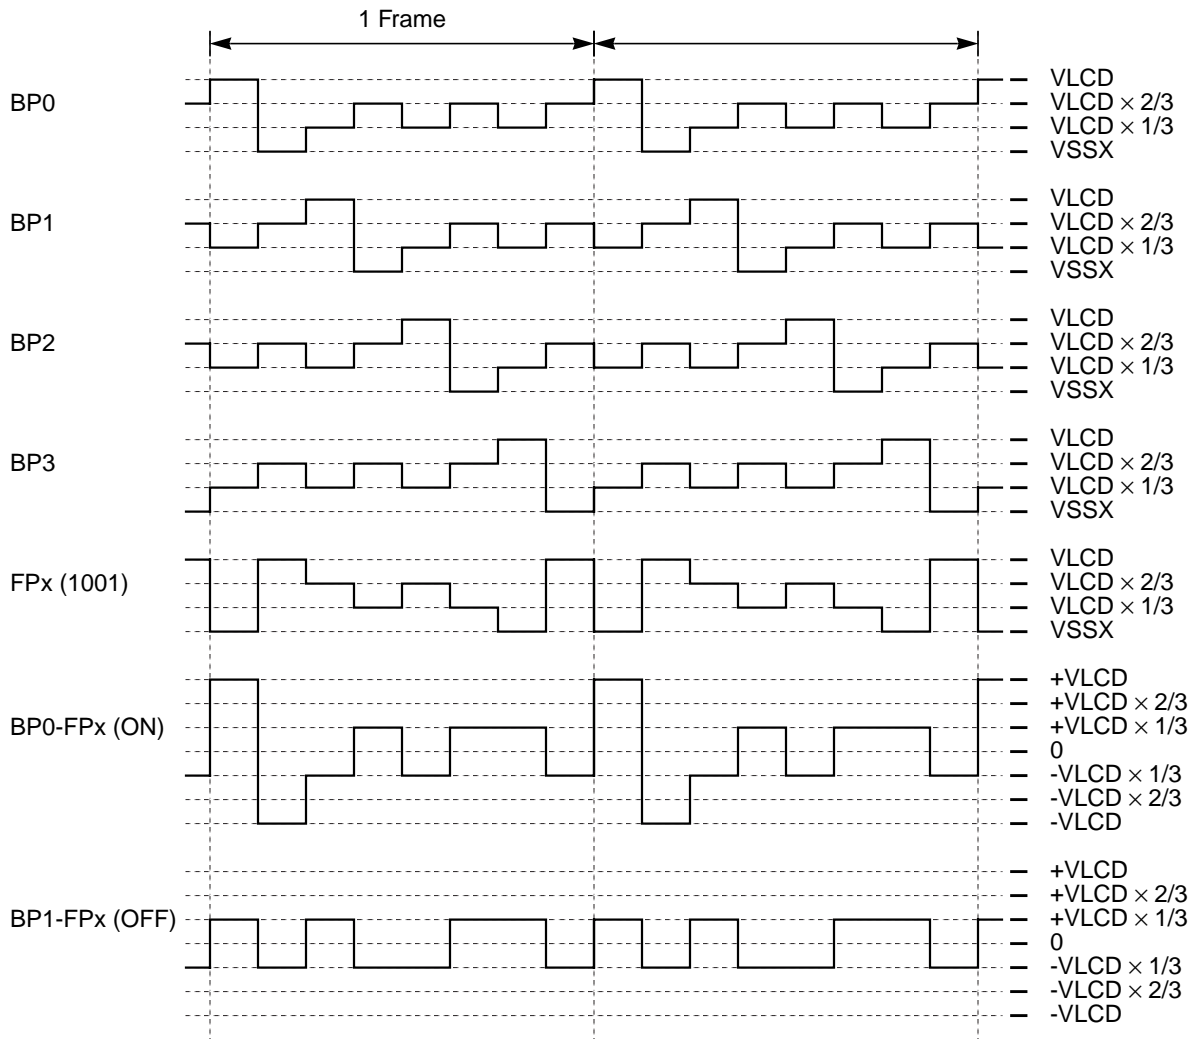 1 Frame
BP0
VLCD
VLCD × 2/3
VLCD × 1/3
VSSX
BP1
VLCD
VLCD × 2/3
VLCD × 1/3
VSSX
BP2
VLCD
VLCD × 2/3
VLCD × 1/3
VSSX
BP3
VLCD
VLCD × 2/3
VLCD × 1/3
VSSX
FPx (1001)
VLCD
VLCD × 2/3
VLCD × 1/3
VSSX
BP0-FPx (ON)
+VLCD
+VLCD × 2/3
+VLCD × 1/3
0
-VLCD × 1/3
-VLCD × 2/3
-VLCD
BP1-FPx (OFF)
+VLCD
+VLCD × 2/3
+VLCD × 1/3
0
-VLCD × 1/3
-VLCD × 2/3
-VLCD